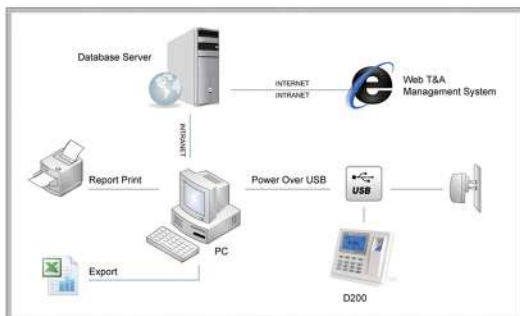 Database Server
INTERNET
INTRANET
Web T&A
Management System
INTRANET
Report Print
Power Over USB
USB
PC
Export
D200